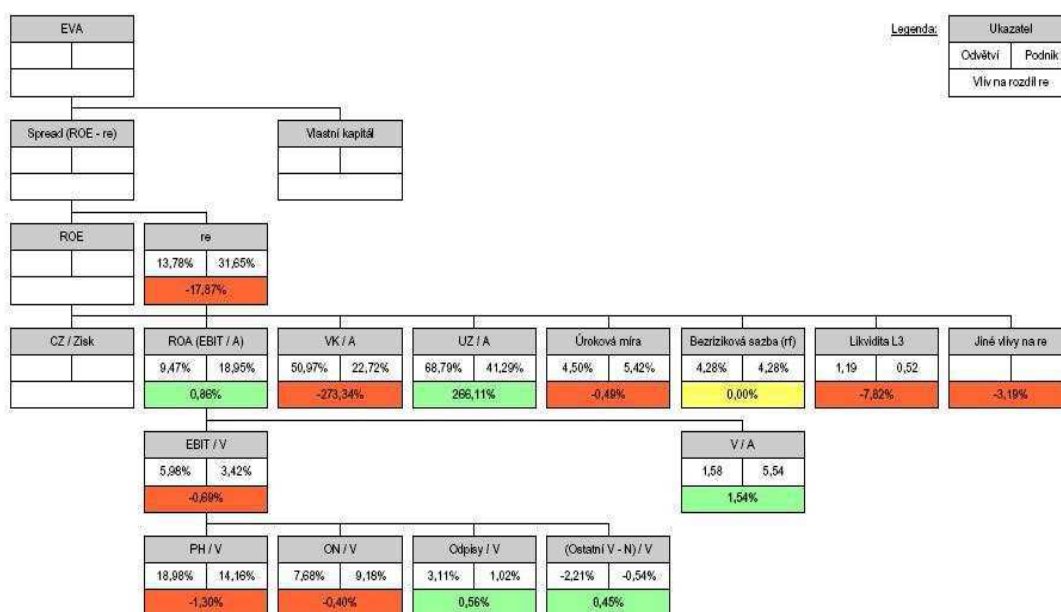 EVA
Legenda:
Ukazatel
Odvětví Podnik
Vliv na rozdíl re
Spread (ROE - re) Vlastní kapitál
ROE re
13,78% 31,65%
-17,87%
CZ / Zisk ROA (EBIT / A) VK / A UZ / A Úroková míra Bezriziková sazba (rf) Likvidita L3 Jiné vlivy na re
9,47% 18,95% 50,97% 22,72% 68,79% 41,29% 4,50% 5,42% 4,28% 4,28% 1,19 0,52
0,86% -273,34% 266,11% -0,49% 0,00% -7,82% -3,19%
EBIT / V V / A
5,98% 3,42% 1,58 5,54
-0,69% 1,54%
PH / V ON / V Odpisy / V (Ostatní V - N) / V
18,98% 14,16% 7,68% 9,18% 3,11% 1,02% -2,21% -0,54%
-1,30% -0,40% 0,56% 0,45%